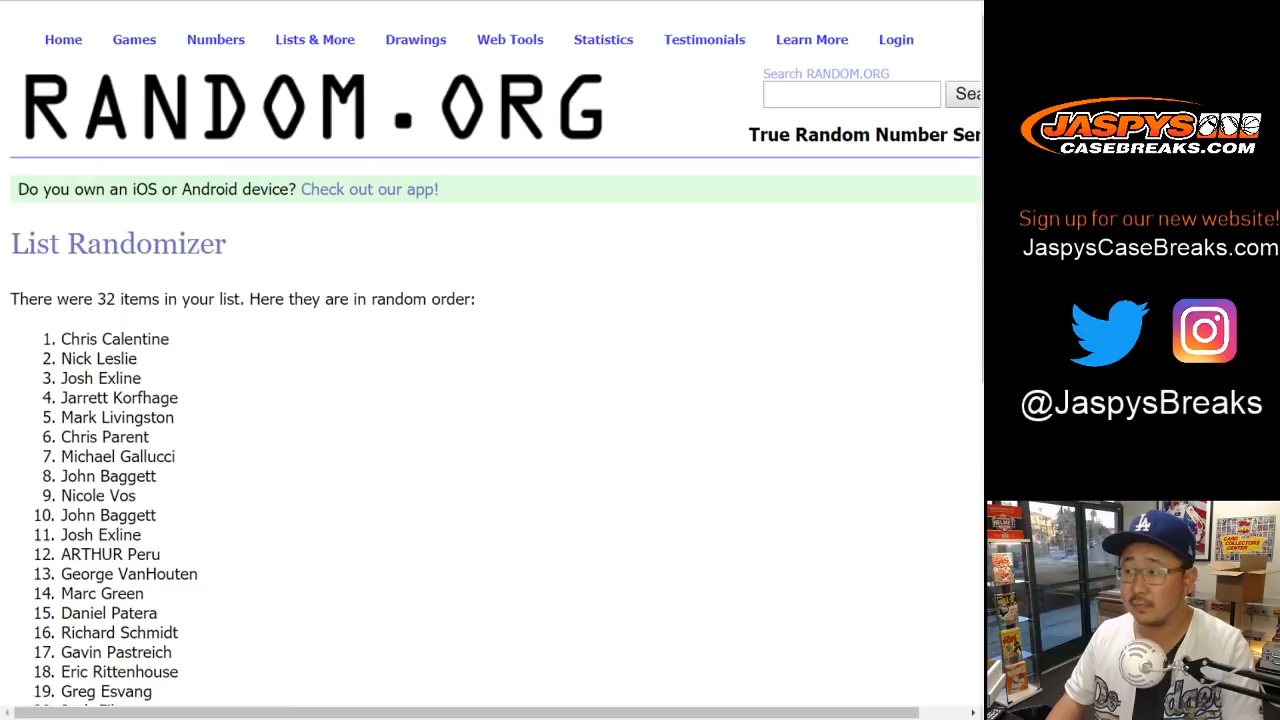 Home Games Numbers Lists & More Drawings Web Tools Statistics Testimonials Learn More Login
RANDOM.ORG
Search RANDOM.ORG
Sea
True Random Number Ser
Do you own an iOS or Android device? Check out our app!
List Randomizer
There were 32 items in your list. Here they are in random order:
1. Chris Calentine
2. Nick Leslie
3. Josh Exline
4. Jarrett Korfhage
5. Mark Livingston
6. Chris Parent
7. Michael Gallucci
8. John Baggett
9. Nicole Vos
10. John Baggett
11. Josh Exline
12. ARTHUR Peru
13. George VanHouten
14. Marc Green
15. Daniel Patera
16. Richard Schmidt
17. Gavin Pastreich
18. Eric Rittenhouse
19. Greg Esvang
JASPYS
CASEBREAKS.COM
Sign up for our new website!
JaspysCaseBreaks.com
@JaspysBreaks
LA
CARD
COLLECTORS
CENTER